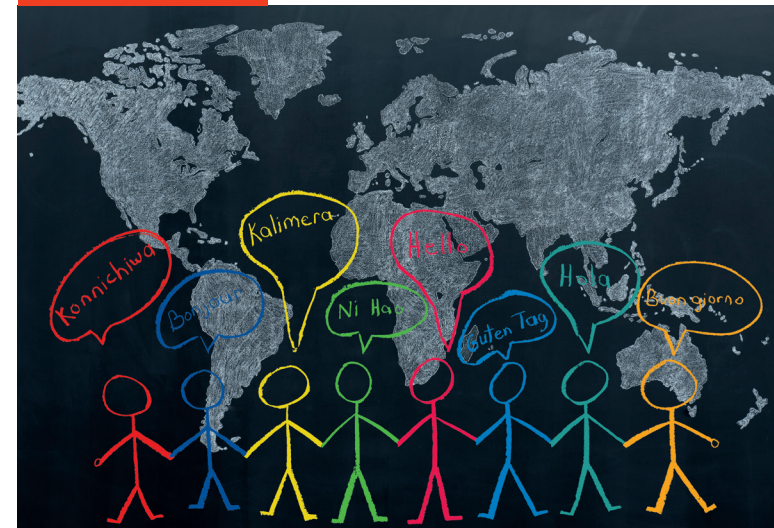 Konnichiwa
Bonjour
Kalimera
Ni Hao
Hello
Guten Tag
Hola
Buongiorno